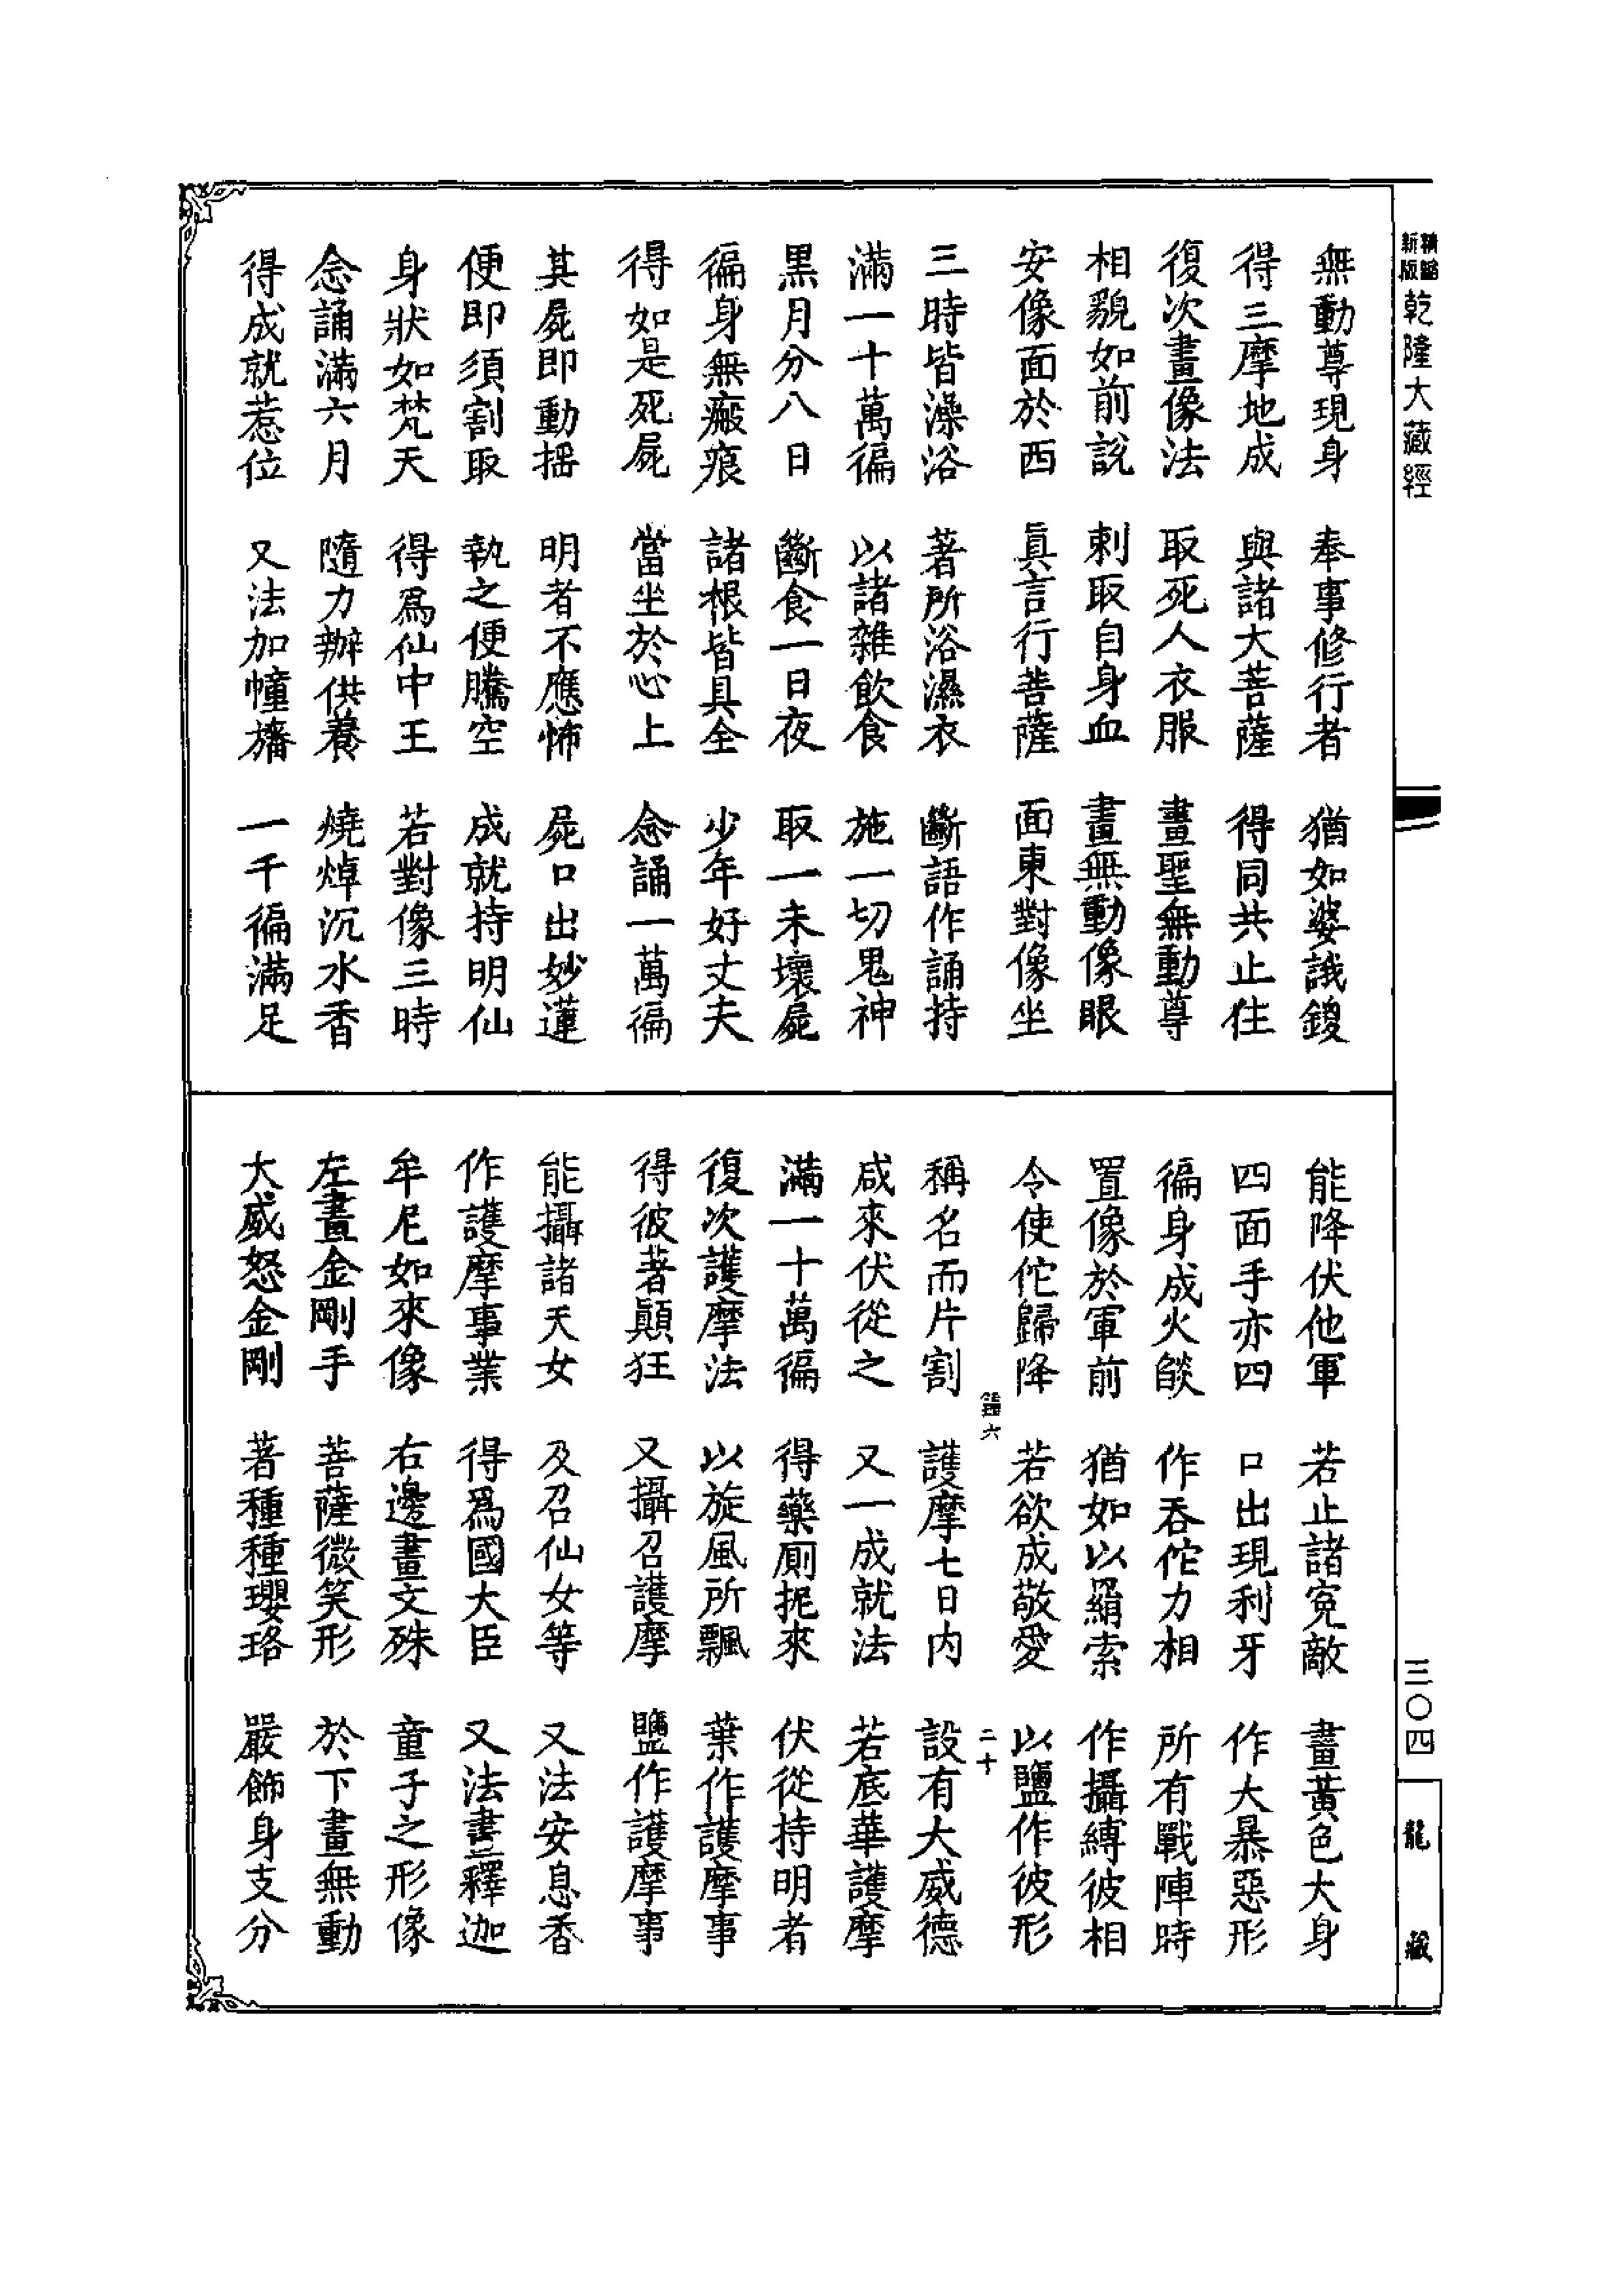 精縮新版乾隆大藏經
無動尊現身　奉事修行者　猶如婆誐鑁
得三摩地成　與諸大菩薩　得同共止住
復次畫像法　取死人衣服　畫聖無動尊
相貌如前說　刺取自身血　畫無動像眼
安像面於西　真言行菩薩　面東對像坐
三時皆澡浴　著所浴濕衣　斷語作誦持
滿一十萬徧　以諸雜飲食　施一切鬼神
黑月分八日　斷食一日夜　取一未壞屍
徧身無瘢痕　諸根皆具全　少年好丈夫
得如是死屍　當坐於心上　念誦一萬徧
其屍即動搖　明者不應怖　屍口出妙蓮
便即須割取　執之便騰空　成就持明仙
身狀如梵天　得爲仙中王　若對像三時
念誦滿六月　隨力辦供養　燒焯沉水香
得成就惹位　又法加幢旛　一千徧滿足
能降伏他軍　若止諸寃敵　畫黃色大身
四面手亦四　口出現利牙　作大暴惡形
徧身成火燄　作吞佗力相　所有戰陣時
置像於軍前　猶如以羂索　作攝縛彼相
令使佗歸降　若欲成敬愛　以鹽作彼形
六　二十
稱名而片割　護摩七日內　設有大威德
咸來伏從之　又一成就法　若底華護摩
滿一十萬徧　得藥廁抳來　伏從持明者
復次護摩法　以旋風所飄　葉作護摩事
得彼著顛狂　又攝召護摩　鹽作護摩事
能攝諸天女　及召仙女等　又法安息香
作護摩事業　得爲國大臣　又法畫釋迦
牟尼如來像　右邊畫文殊　童子之形像
左畫金剛手　菩薩微笑形　於下畫無動
大威怒金剛　著種種瓔珞　嚴飾身支分
三〇四
龍藏